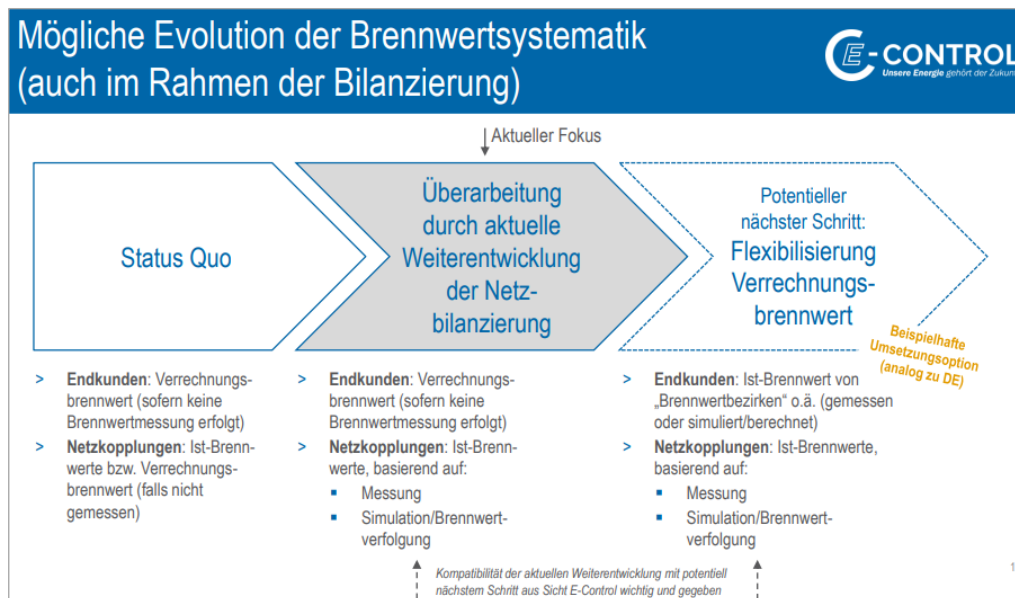 Mögliche Evolution der Brennwertsystematik
(auch im Rahmen der Bilanzierung)
E-CONTROL
Unsere Energie gehört der Zukunft
Aktueller Fokus
Status Quo
Überarbeitung
durch aktuelle
Weiterentwicklung
der Netz-
bilanzierung
Potentieller
nächster Schritt:
Flexibilisierung
Verrechnungs-
brennwert
Beispielhafte
Umsetzungsoption
(analog zu DE)
> Endkunden: Verrechnungs-
brennwert (sofern keine
Brennwertmessung erfolgt)
> Netzkopplungen: Ist-Brenn-
werte bzw. Verrechnungs-
brennwert (falls nicht
gemessen)
> Endkunden: Verrechnungs-
brennwert (sofern keine
Brennwertmessung erfolgt)
> Netzkopplungen: Ist-Brenn-
werte, basierend auf:
▪ Messung
▪ Simulation/Brennwert-
verfolgung
> Endkunden: Ist-Brennwert von
„Brennwertbezirken“ o.ä. (gemessen
oder simuliert/berechnet)
> Netzkopplungen: Ist-Brennwerte,
basierend auf:
▪ Messung
▪ Simulation/Brennwert-
verfolgung
Kompatibilität der aktuellen Weiterentwicklung mit potentiell
nächstem Schritt aus Sicht E-Control wichtig und gegeben
1